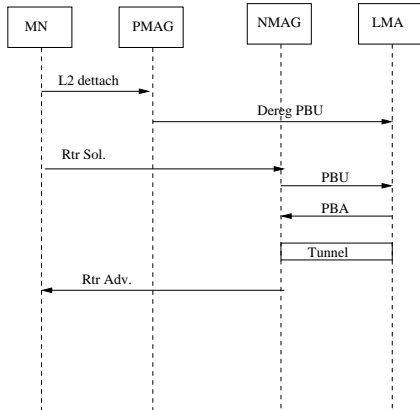 MN
PMAG
NMAG
LMA
L2 dettach
Dereg PBU
Rtr Sol.
PBU
PBA
Tunnel
Rtr Adv.